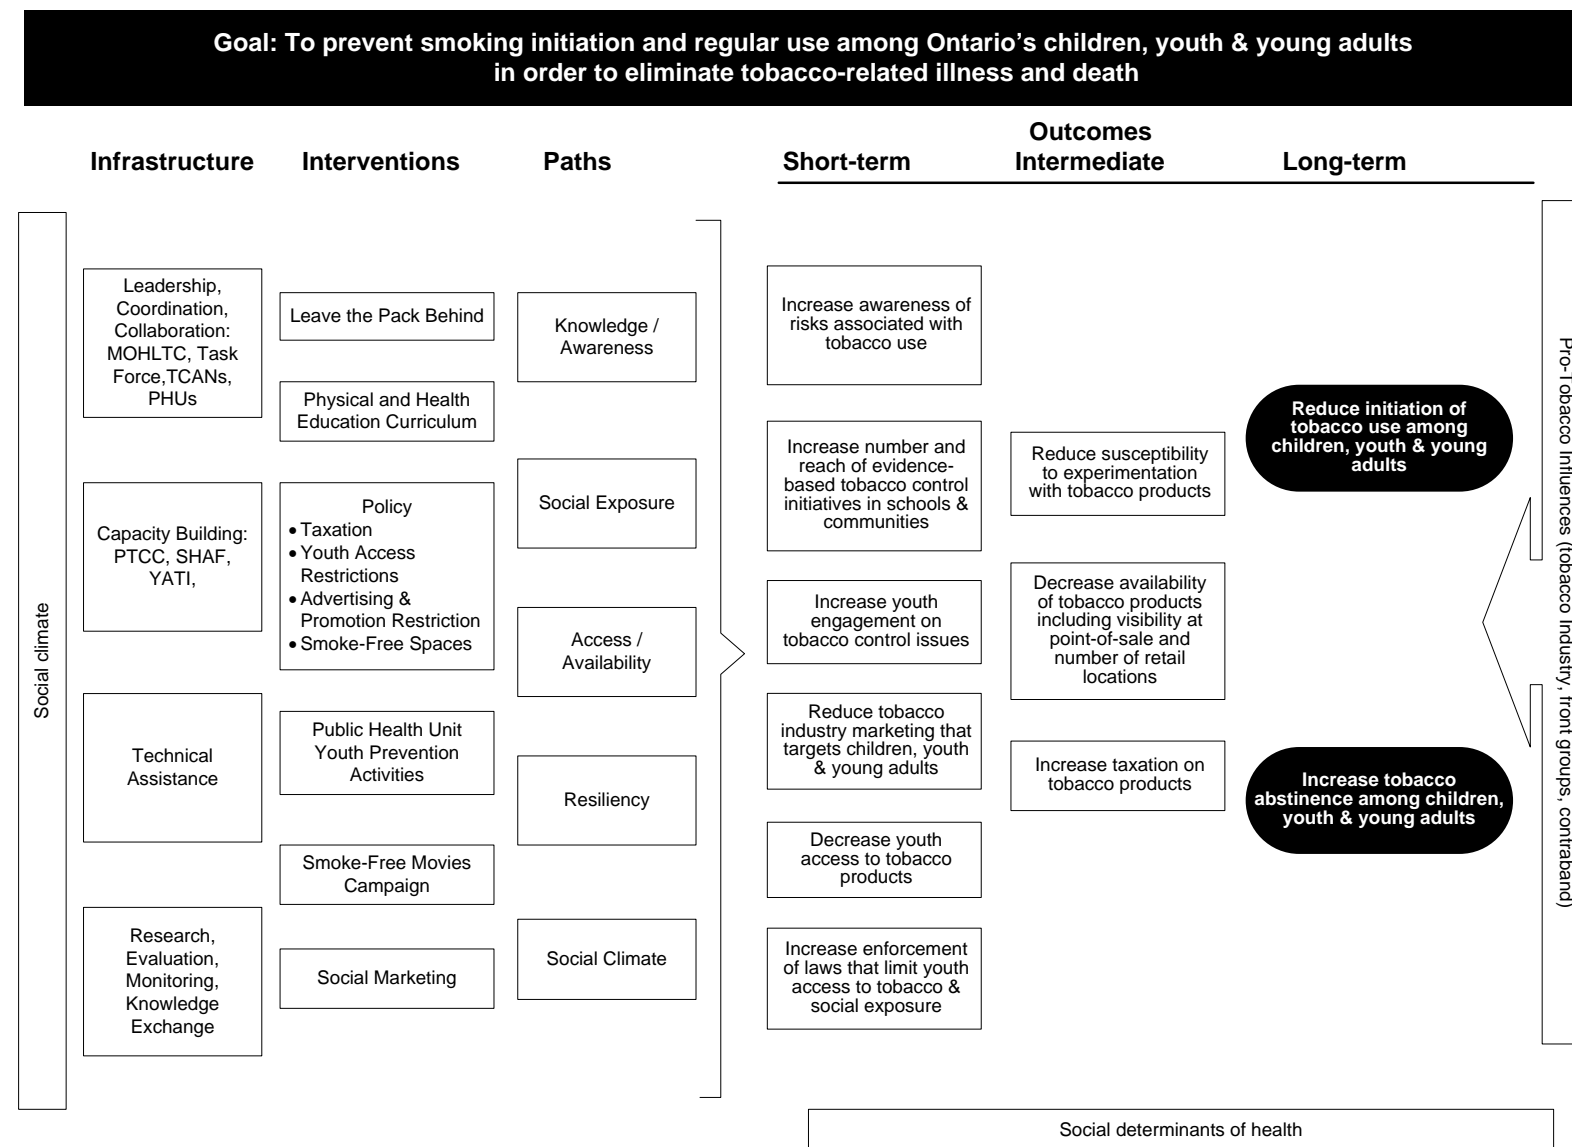 Goal: To prevent smoking initiation and regular use among Ontario's children, youth & young adults
in order to eliminate tobacco-related illness and death
Infrastructure
Interventions
Paths
Outcomes
Short-term
Intermediate
Long-term
Social climate
Leadership,
Coordination,
Collaboration:
MOHLTC, Task
Force,TCANs,
PHUs
Capacity Building:
PTCC, SHAF,
YATI,
Technical
Assistance
Research,
Evaluation,
Monitoring,
Knowledge
Exchange
Leave the Pack Behind
Physical and Health
Education Curriculum
Policy
• Taxation
• Youth Access
Restrictions
• Advertising &
Promotion Restriction
• Smoke-Free Spaces
Public Health Unit
Youth Prevention
Activities
Smoke-Free Movies
Campaign
Social Marketing
Knowledge /
Awareness
Social Exposure
Access /
Availability
Resiliency
Social Climate
Increase awareness of
risks associated with
tobacco use
Increase number and
reach of evidence-
based tobacco control
initiatives in schools &
communities
Increase youth
engagement on
tobacco control issues
Reduce tobacco
industry marketing that
targets children, youth
& young adults
Decrease youth
access to tobacco
products
Increase enforcement
of laws that limit youth
access to tobacco &
social exposure
Reduce susceptibility
to experimentation
with tobacco products
Decrease availability
of tobacco products
including visibility at
point-of-sale and
number of retail
locations
Increase taxation on
tobacco products
Reduce initiation of
tobacco use among
children, youth & young
adults
Increase tobacco
abstinence among children,
youth & young adults
Pro-Tobacco Influences (tobacco Industry, front groups, contraband)
Social determinants of health